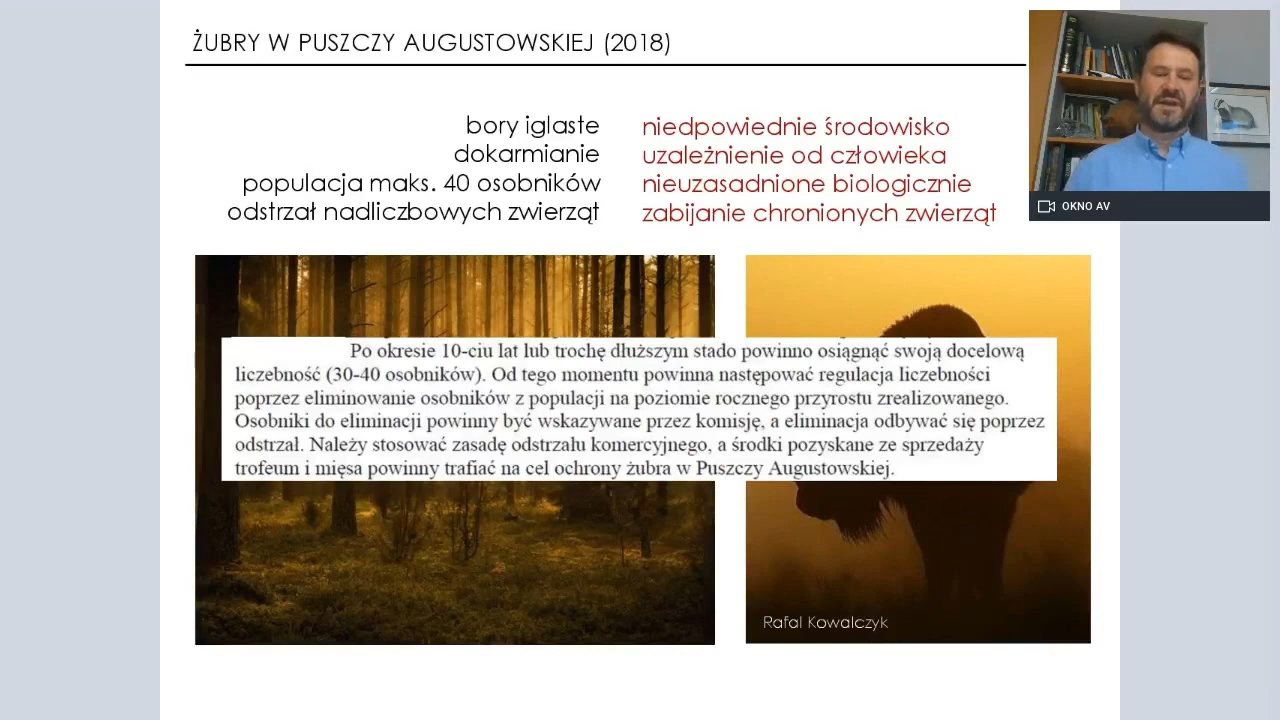 ŻUBRY W PUSZCZY AUGUSTOWSKIEJ (2018)
bory iglaste
dokarmianie
populacja maks. 40 osobników
odstrzał nadliczbowych zwierząt
niedpowiednie środowisko
uzależnienie od człowieka
nieuzasadnione biologicznie
zabijanie chronionych zwierząt
OKNO AV
Po okresie 10-ciu lat lub trochę dłuższym stado powinno osiągnąć swoją docelową
liczebność (30-40 osobników). Od tego momentu powinna następować regulacja liczebności
poprzez eliminowanie osobników z populacji na poziomie rocznego przyrostu zrealizowanego.
Osobniki do eliminacji powinny być wskazywane przez komisję, a eliminacja odbywać się poprzez
odstrzał. Należy stosować zasadę odstrzału komercyjnego, a środki pozyskane ze sprzedaży
trofeum i mięsa powinny trafiać na cel ochrony żubra w Puszczy Augustowskiej.
Rafał Kowalczyk